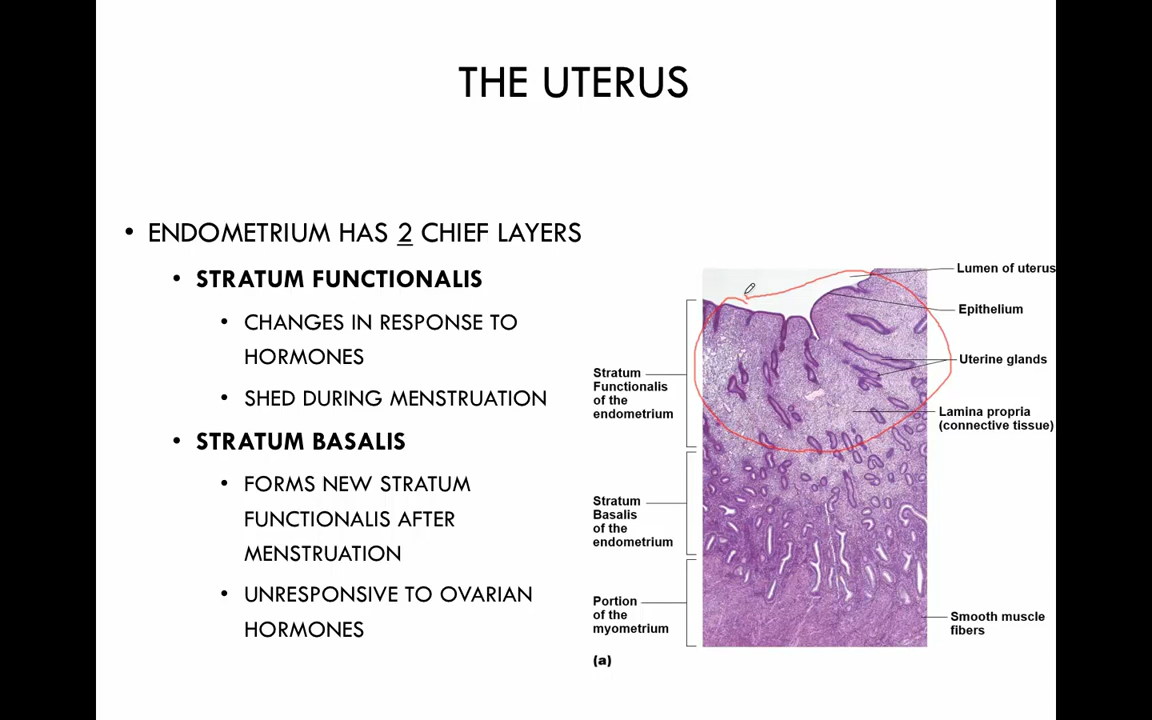 THE UTERUS
• ENDOMETRIUM HAS 2 CHIEF LAYERS
• STRATUM FUNCTIONALIS
• CHANGES IN RESPONSE TO
HORMONES
• SHED DURING MENSTRUATION
• STRATUM BASALIS
• FORMS NEW STRATUM
FUNCTIONALIS AFTER
MENSTRUATION
• UNRESPONSIVE TO OVARIAN
HORMONES
Stratum
Functionalis
of the
endometrium
Stratum
Basalis
of the
endometrium
Portion
of the
myometrium
(a)
Lumen of uterus
Epithelium
Uterine glands
Lamina propria
(connective tissue)
Smooth muscle
fibers